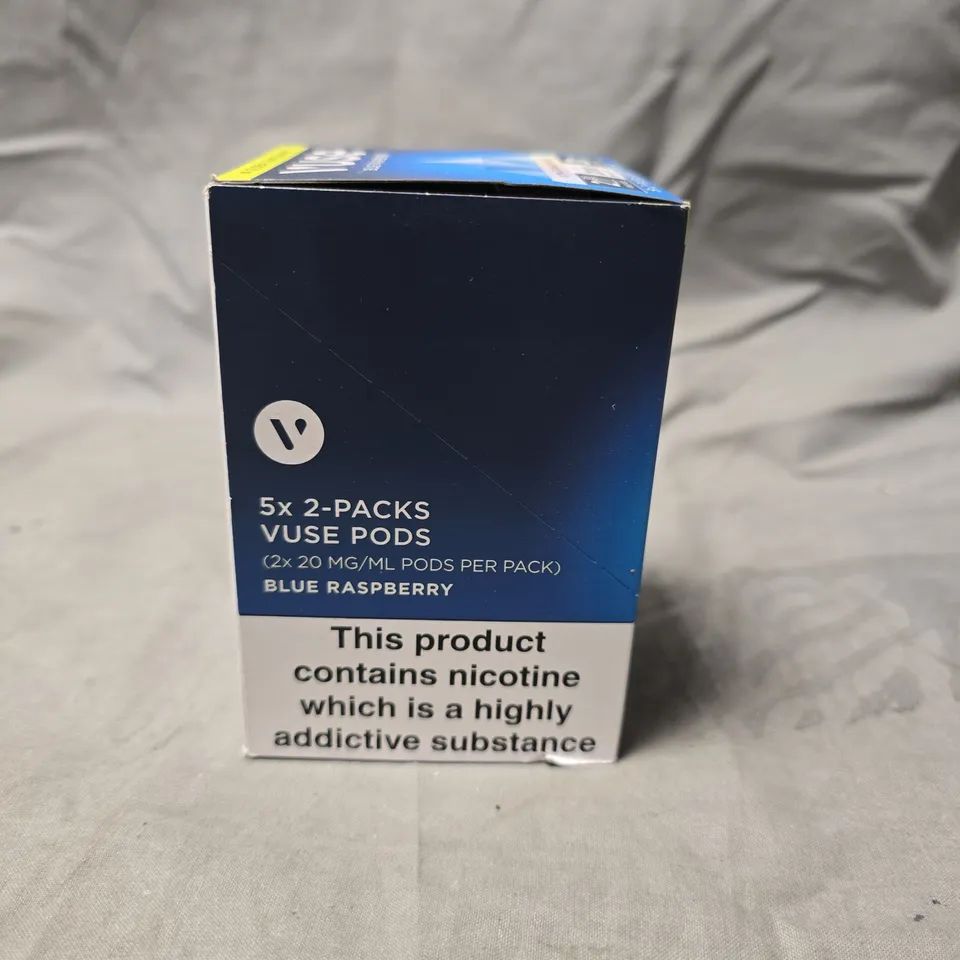 VUSE
5x 2-PACKS
VUSE PODS
(2x 20 MG/ML PODS PER PACK)
BLUE RASPBERRY
This product
contains nicotine
which is a highly
addictive substance